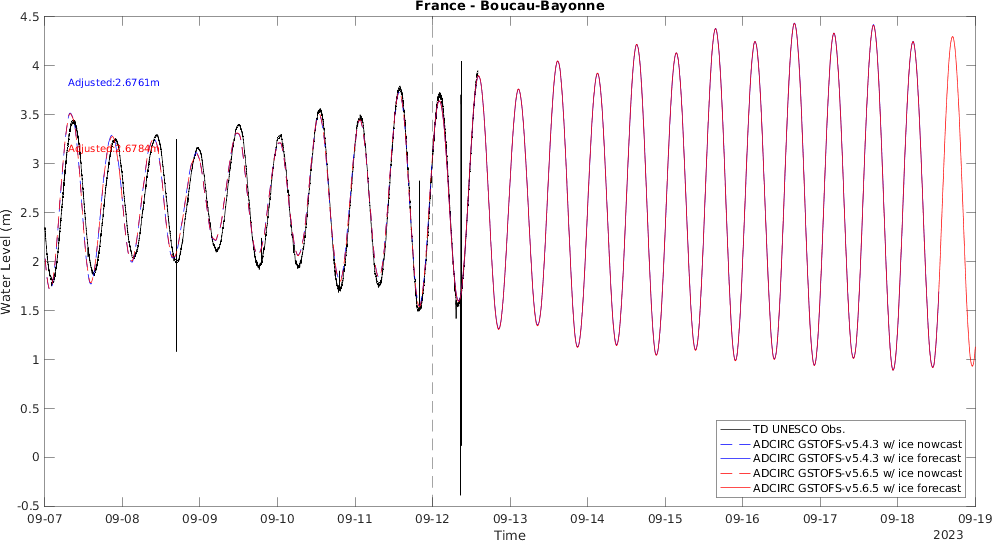 France - Boucau-Bayonne
4.5
4
3.5
3
2.5
2
1.5
1
0.5
0
-0.5
Water Level (m)
Adjusted:2.6761m
Adjusted:2.6784m
TD UNESCO Obs.
ADCIRC GSTOFS-v5.4.3 w/ ice nowcast
ADCIRC GSTOFS-v5.4.3 w/ ice forecast
ADCIRC GSTOFS-v5.6.5 w/ ice nowcast
ADCIRC GSTOFS-v5.6.5 w/ ice forecast
09-07 09-08 09-09 09-10 09-11 09-12 09-13 09-14 09-15 09-16 09-17 09-18 09-19
Time
2023